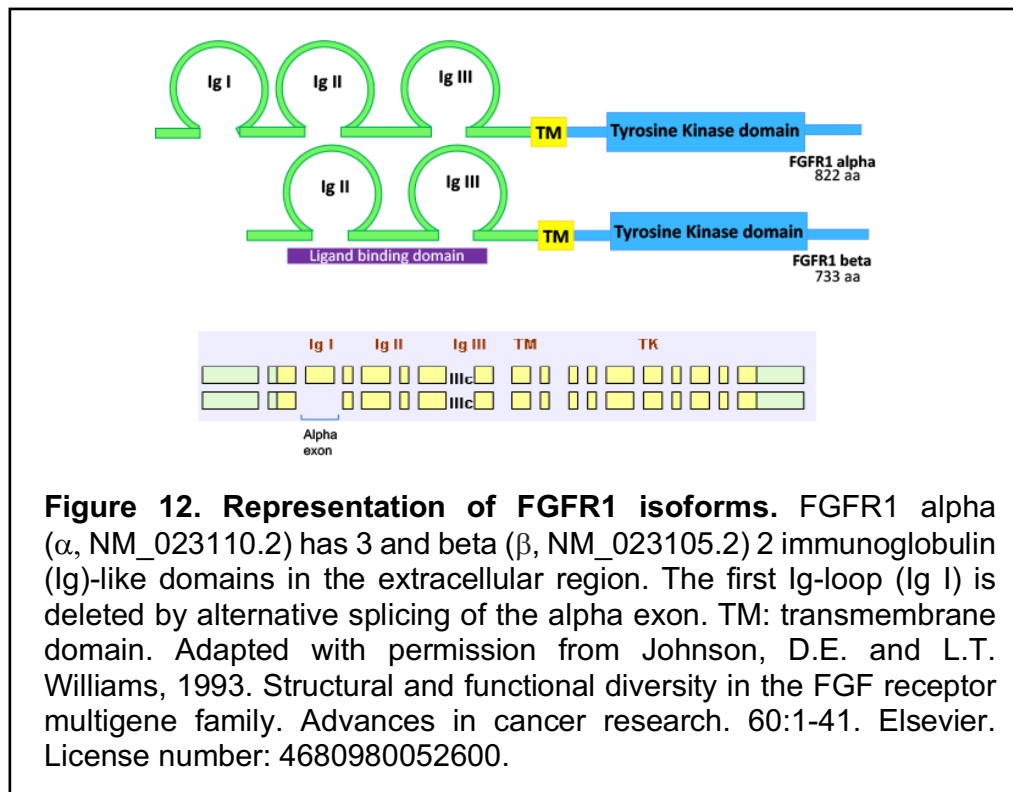 Ig I Ig II Ig III
TM Tyrosine Kinase domain
FGFR1 alpha
822 aa
Ig II Ig III
TM Tyrosine Kinase domain
Ligand binding domain
FGFR1 beta
733 aa
Ig I Ig II Ig III TM TK
IIIc
IIIc
Alpha
exon
Figure 12. Representation of FGFR1 isoforms. FGFR1 alpha
(α, NM_023110.2) has 3 and beta (β, NM_023105.2) 2 immunoglobulin
(Ig)-like domains in the extracellular region. The first Ig-loop (Ig I) is
deleted by alternative splicing of the alpha exon. TM: transmembrane
domain. Adapted with permission from Johnson, D.E. and L.T.
Williams, 1993. Structural and functional diversity in the FGF receptor
multigene family. Advances in cancer research. 60:1-41. Elsevier.
License number: 4680980052600.